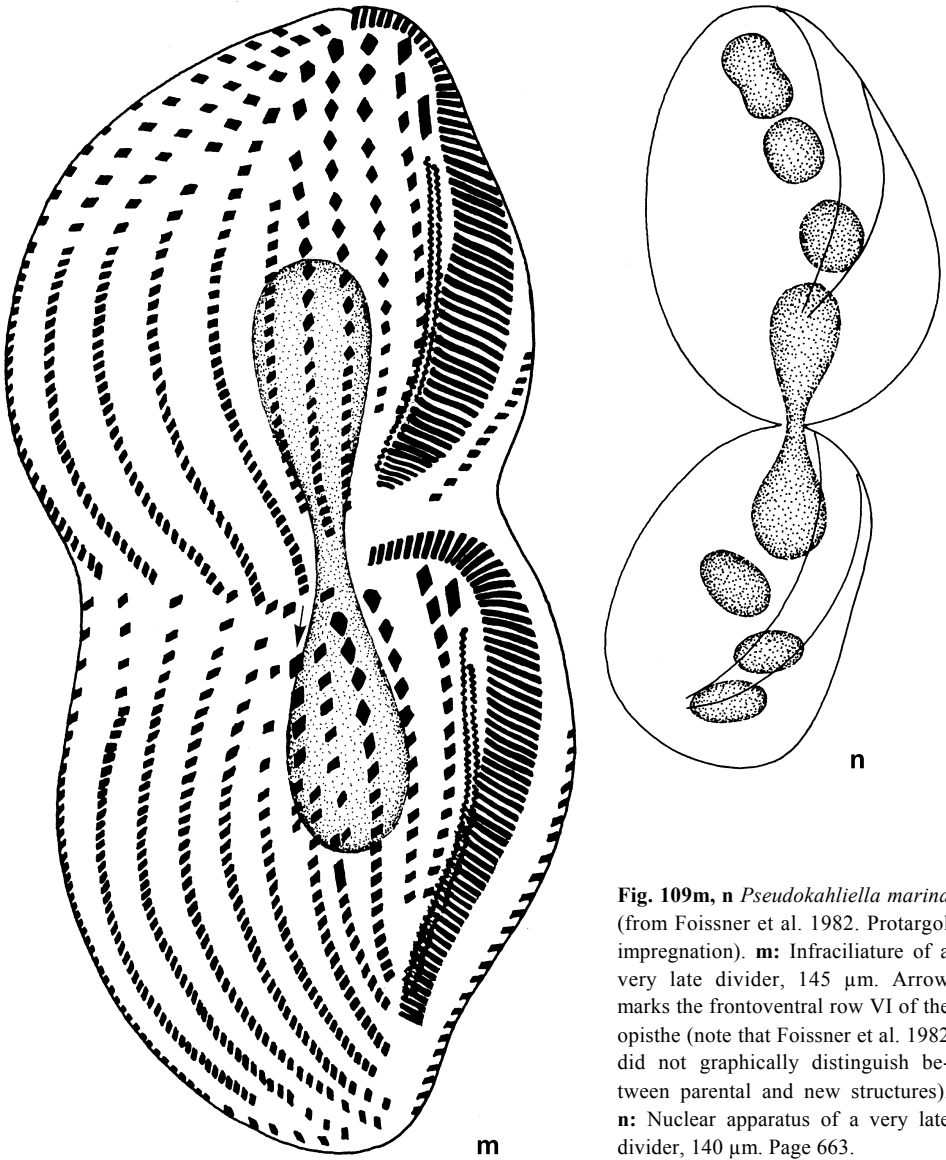 m
n
Fig. 109m, n Pseudokahliella marina
(from Foissner et al. 1982. Protargol
impregnation). m: Infraciliature of a
very late divider, 145 µm. Arrow
marks the frontoventral row VI of the
opisthe (note that Foissner et al. 1982
did not graphically distinguish be-
tween parental and new structures).
n: Nuclear apparatus of a very late
divider, 140 µm. Page 663.